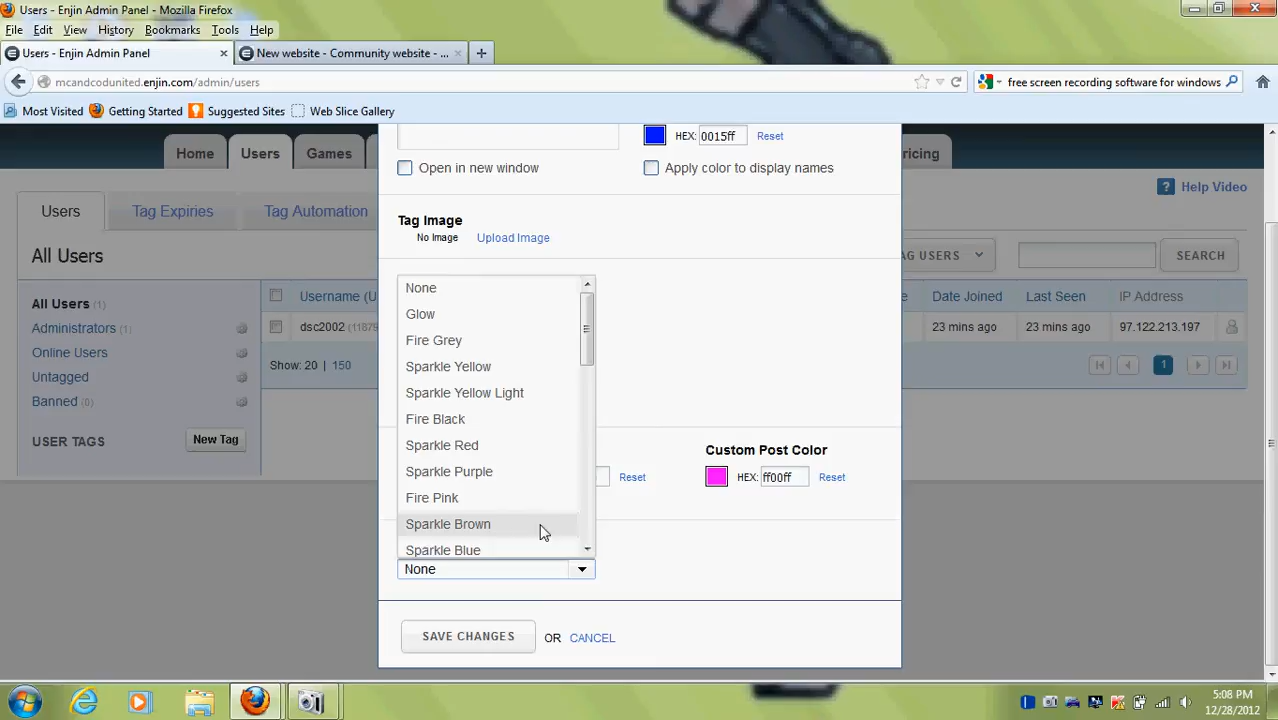 Users - Enjin Admin Panel - Mozilla Firefox
File Edit View History Bookmarks Tools Help
Users - Enjin Admin Panel × New website - Community website - ... × +
mcandcodunited.enjin.com/admin/users
free screen recording software for windows
Most Visited Getting Started Suggested Sites Web Slice Gallery
HEX: 0015ff Reset
Home Users Games ricing
Open in new window Apply color to display names
? Help Video
Users Tag Expiries Tag Automation
Tag Image
No Image Upload Image
All Users
AG USERS SEARCH
None
Glow
Fire Grey
Sparkle Yellow
Sparkle Yellow Light
Fire Black
Sparkle Red
Sparkle Purple
Fire Pink
Sparkle Brown
Sparkle Blue
None
All Users (1)
Administrators (1)
Online Users
Untagged
Banned (0)
USER TAGS New Tag
Username (U
Date Joined Last Seen IP Address
dsc2002
23 mins ago 23 mins ago 97.122.213.197
Show: 20 | 150
1
Custom Post Color
Reset HEX: ff00ff Reset
SAVE CHANGES OR CANCEL
5:08 PM
12/28/2012